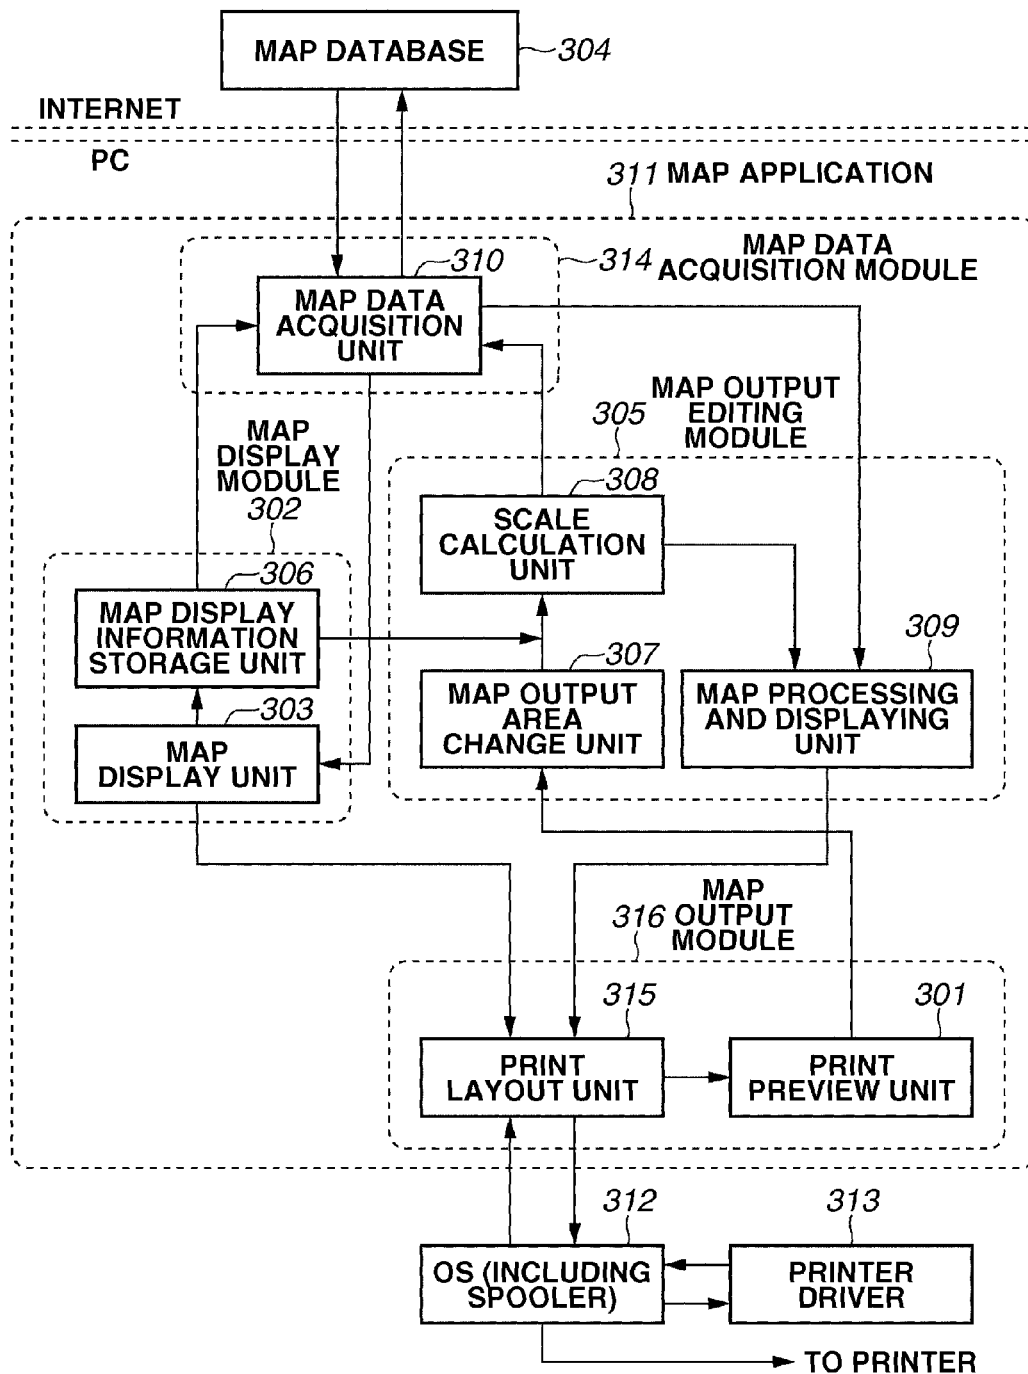 MAP DATABASE
304
INTERNET
PC
311 MAP APPLICATION
310
314
MAP DATA
ACQUISITION MODULE
MAP DATA
ACQUISITION
UNIT
MAP
DISPLAY
MODULE
302
305
MAP OUTPUT
EDITING
MODULE
308
SCALE
CALCULATION
UNIT
306
MAP DISPLAY
INFORMATION
STORAGE UNIT
307
MAP OUTPUT
AREA
CHANGE UNIT
309
MAP PROCESSING
AND DISPLAYING
UNIT
303
MAP
DISPLAY UNIT
316
MAP
OUTPUT
MODULE
315
PRINT
LAYOUT UNIT
301
PRINT
PREVIEW UNIT
312
OS (INCLUDING
SPOOLER)
313
PRINTER
DRIVER
TO PRINTER